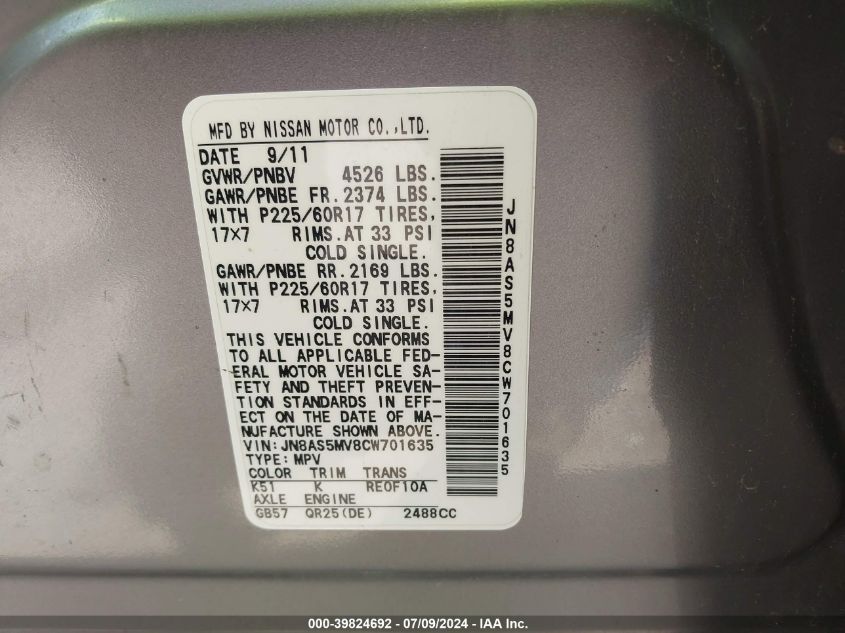 MFD BY NISSAN MOTOR CO.,LTD.
DATE 9/11
GVWR/PNBV 4526 LBS.
GAWR/PNBE FR. 2374 LBS.
WITH P225/60R17 TIRES,
17×7 RIMS.AT 33 PSI
COLD SINGLE.
GAWR/PNBE RR. 2169 LBS.
WITH P225/60R17 TIRES,
17×7 RIMS.AT 33 PSI
COLD SINGLE.
THIS VEHICLE CONFORMS
TO ALL APPLICABLE FED-
ERAL MOTOR VEHICLE SA-
FETY AND THEFT PREVEN-
TION STANDARDS IN EFF-
ECT ON THE DATE OF MA-
NUFACTURE SHOWN ABOVE.
VIN:JN8AS5MV8CW701635
TYPE:MPV
COLOR TRIM TRANS
K51 K RE0F10A
AXLE ENGINE
GB57 QR25(DE) 2488CC
JN8AS5MV8CW701635
000-39824692 - 07/09/2024 - IAA Inc.